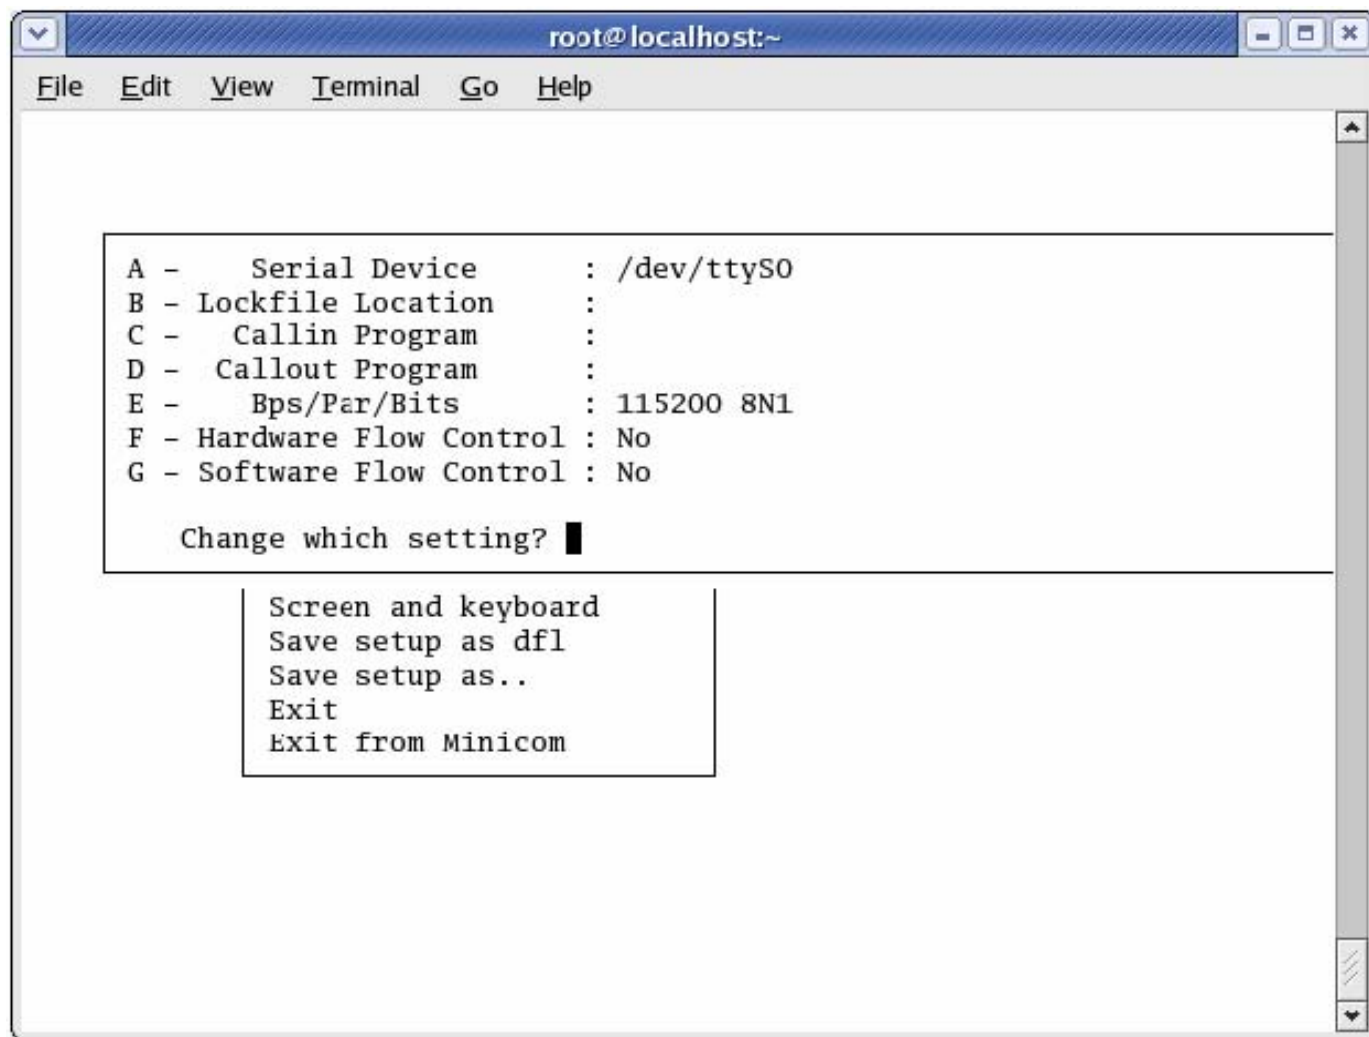 root@localhost:~
File Edit View Terminal Go Help
A - Serial Device : /dev/ttyS0
B - Lockfile Location :
C - Callin Program :
D - Callout Program :
E - Bps/Par/Bits : 115200 8N1
F - Hardware Flow Control : No
G - Software Flow Control : No
Change which setting?
Screen and keyboard
Save setup as dfl
Save setup as..
Exit
Exit from Minicom